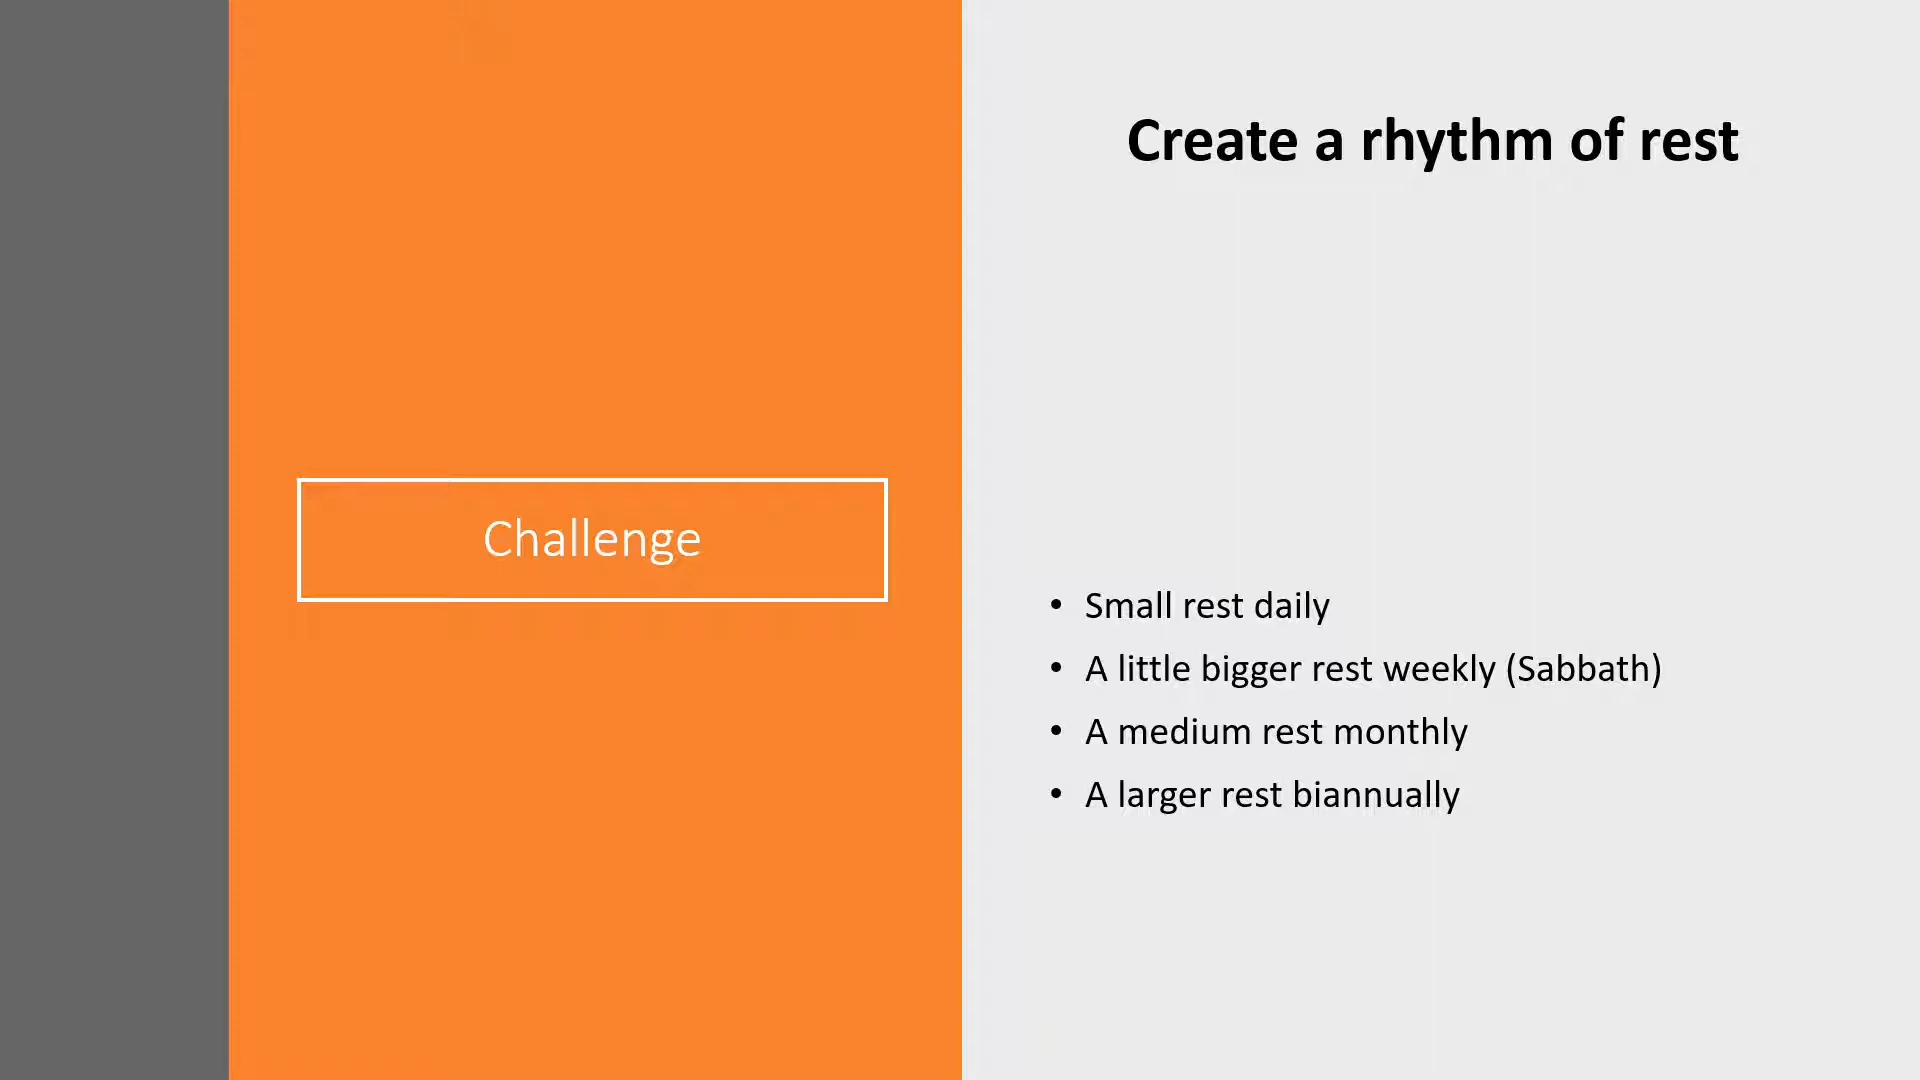 Create a rhythm of rest
Challenge
• Small rest daily
• A little bigger rest weekly (Sabbath)
• A medium rest monthly
• A larger rest biannually